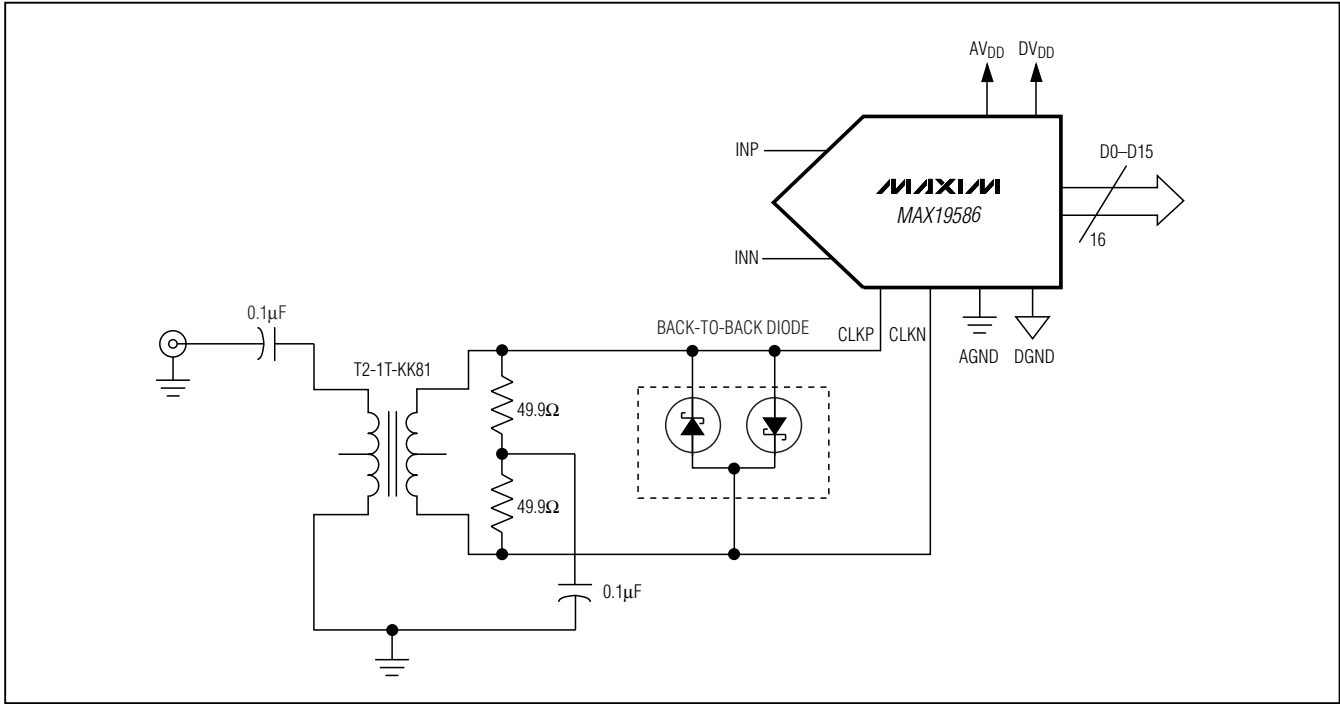 AVDD DVDD
INP
D0–D15
MAXIM
MAX19586
16
INN
0.1μF
BACK-TO-BACK DIODE
CLKP CLKN
AGND DGND
T2-1T-KK81
49.9Ω
49.9Ω
0.1μF